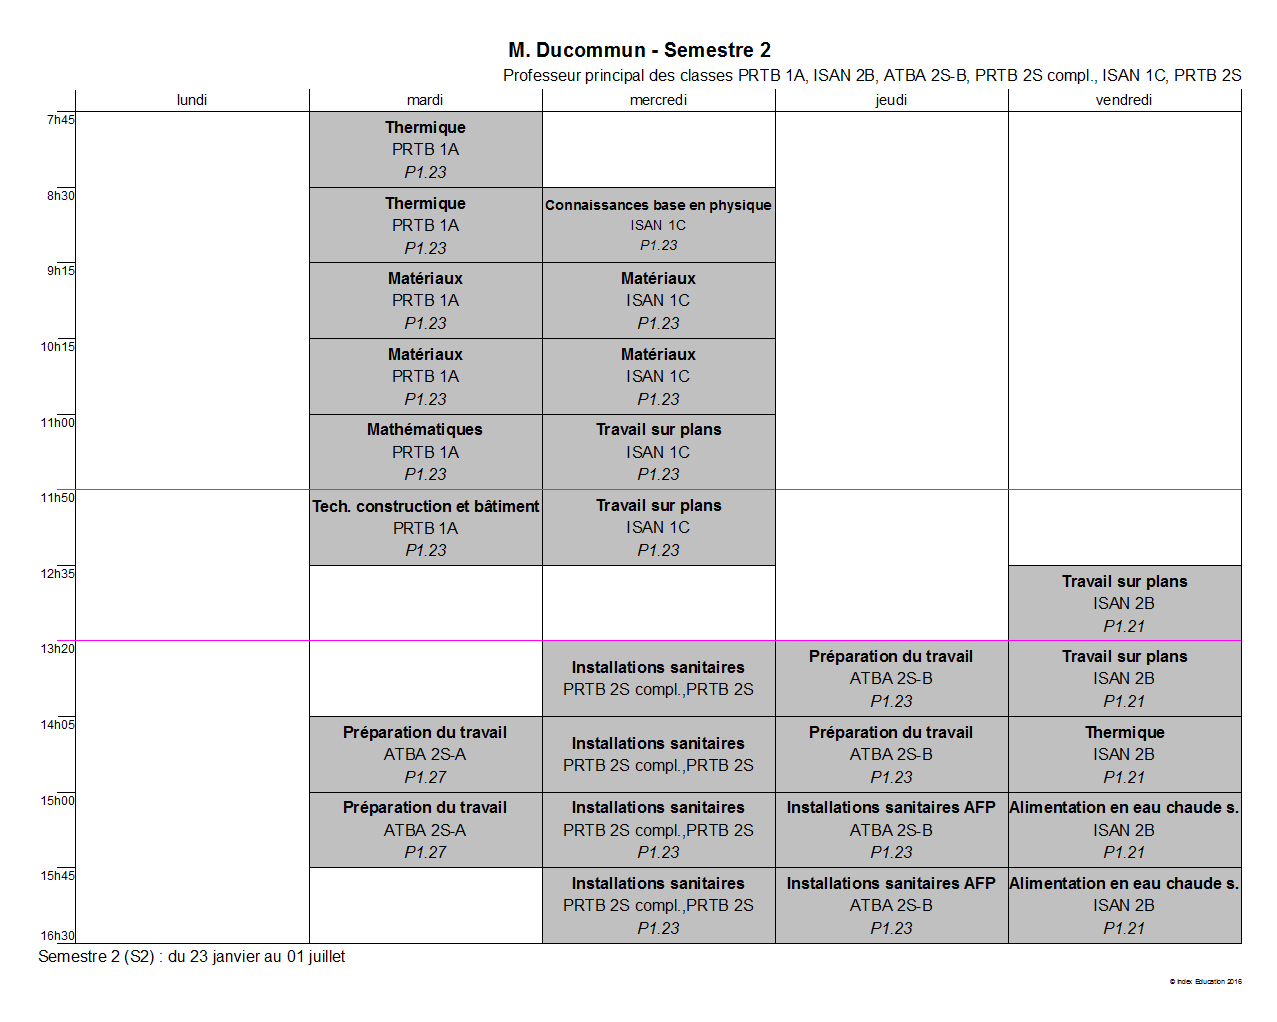 M. Ducommun - Semestre 2
Professeur principal des classes PRTB 1A, ISAN 2B, ATBA 2S-B, PRTB 2S compl., ISAN 1C, PRTB 2S
lundi mardi mercredi jeudi vendredi
7h45
Thermique
PRTB 1A
P1.23
8h30
Thermique
PRTB 1A
P1.23
Connaissances base en physique
ISAN 1C
P1.23
9h15
Matériaux
PRTB 1A
P1.23
Matériaux
ISAN 1C
P1.23
10h15
Matériaux
PRTB 1A
P1.23
Matériaux
ISAN 1C
P1.23
11h00
Mathématiques
PRTB 1A
P1.23
Travail sur plans
ISAN 1C
P1.23
11h50
Tech. construction et bâtiment
PRTB 1A
P1.23
Travail sur plans
ISAN 1C
P1.23
12h35
Travail sur plans
ISAN 2B
P1.21
13h20
Installations sanitaires
PRTB 2S compl.,PRTB 2S
Préparation du travail
ATBA 2S-B
P1.23
Travail sur plans
ISAN 2B
P1.21
14h05
Préparation du travail
ATBA 2S-A
P1.27
Installations sanitaires
PRTB 2S compl.,PRTB 2S
Préparation du travail
ATBA 2S-B
P1.23
Thermique
ISAN 2B
P1.21
15h00
Préparation du travail
ATBA 2S-A
P1.27
Installations sanitaires
PRTB 2S compl.,PRTB 2S
P1.23
Installations sanitaires AFP
ATBA 2S-B
P1.23
Alimentation en eau chaude s.
ISAN 2B
P1.21
15h45
Installations sanitaires
PRTB 2S compl.,PRTB 2S
P1.23
Installations sanitaires AFP
ATBA 2S-B
P1.23
Alimentation en eau chaude s.
ISAN 2B
P1.21
16h30
Semestre 2 (S2) : du 23 janvier au 01 juillet
© Index Education 2016